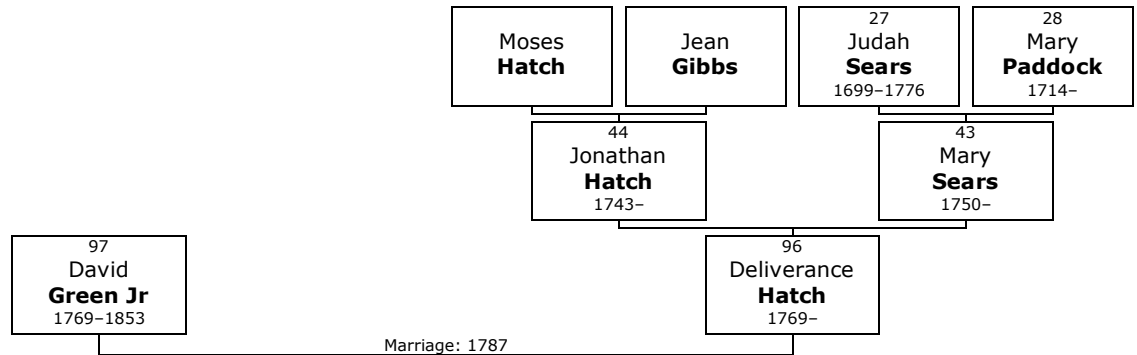 Moses
Hatch
Jean
Gibbs
27
Judah
Sears
1699–1776
28
Mary
Paddock
1714–
44
Jonathan
Hatch
1743–
43
Mary
Sears
1750–
97
David
Green Jr
1769–1853
96
Deliverance
Hatch
1769–
Marriage: 1787